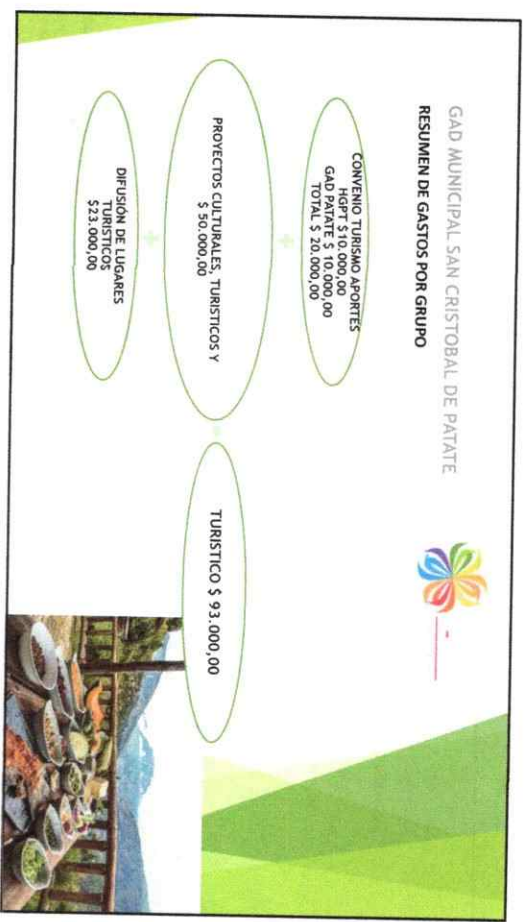 GAD MUNICIPAL SAN CRISTOBAL DE PATATE
RESUMEN DE GASTOS POR GRUPO
CONVENIO TURISMO APORTES
HGPT $10.000,00
GAD PATATE $ 10.000,00
TOTAL $ 20.000,00
+
PROYECTOS CULTURALES, TURISTICOS Y
$ 50.000,00
+
DIFUSIÓN DE LUGARES
TURISTICOS
$23.000,00
TURISTICO $ 93.000,00